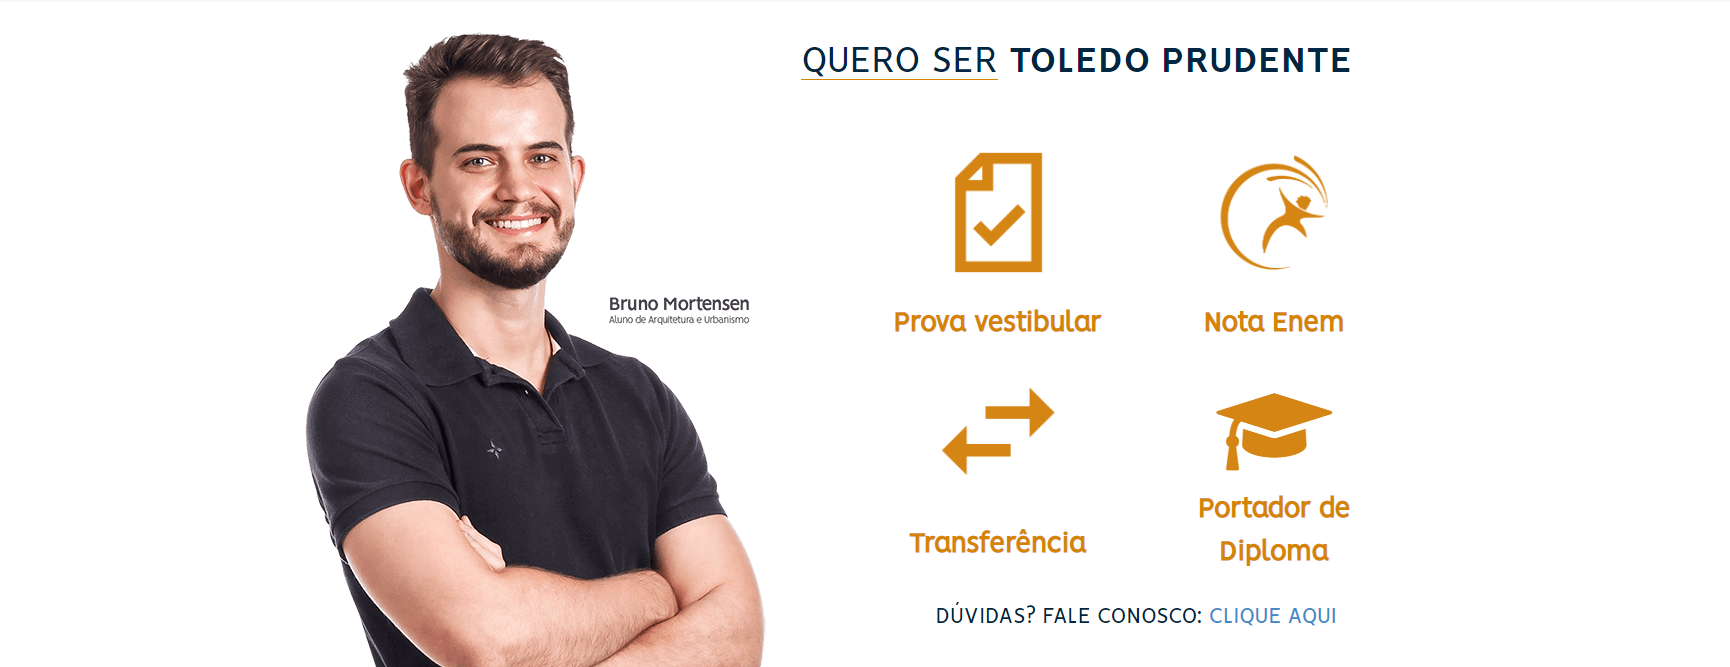 QUERO SER TOLEDO PRUDENTE
Bruno Mortensen
Aluno de Arquitetura e Urbanismo
Prova vestibular
Nota Enem
Transferência
Portador de
Diploma
DÚVIDAS? FALE CONOSCO: CLIQUE AQUI